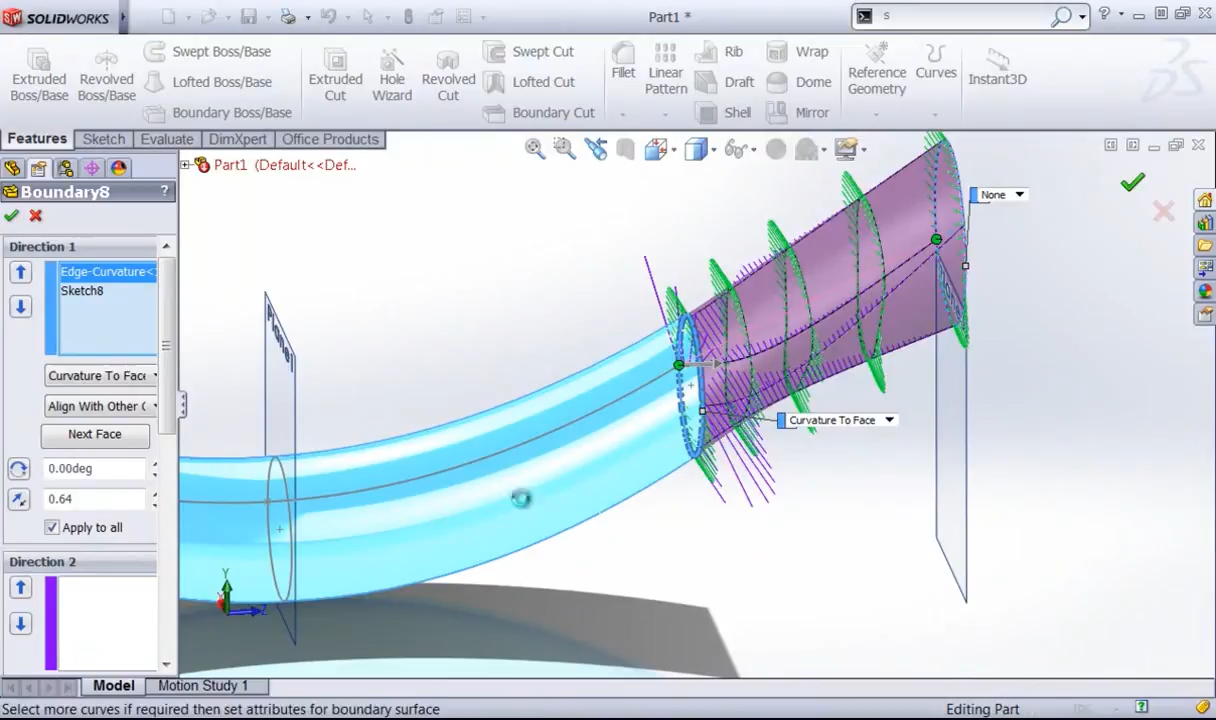 SOLIDWORKS
Part1 *
s
?
Extruded Boss/Base
Revolved Boss/Base
Swept Boss/Base
Lofted Boss/Base
Boundary Boss/Base
Extruded Cut
Hole Wizard
Revolved Cut
Swept Cut
Lofted Cut
Boundary Cut
Fillet
Linear Pattern
Rib
Draft
Shell
Wrap
Dome
Mirror
Reference Geometry
Curves
Instant3D
Features
Sketch
Evaluate
DimXpert
Office Products
Part1 (Default<<Def...
Boundary8
?
Direction 1
Edge-Curvature<
Sketch8
Curvature To Face
Align With Other
Next Face
0.00deg
0.64
Apply to all
Direction 2
None
Curvature To Face
Plane1
Y
Z
Model
Motion Study 1
Select more curves if required then set attributes for boundary surface
Editing Part
?